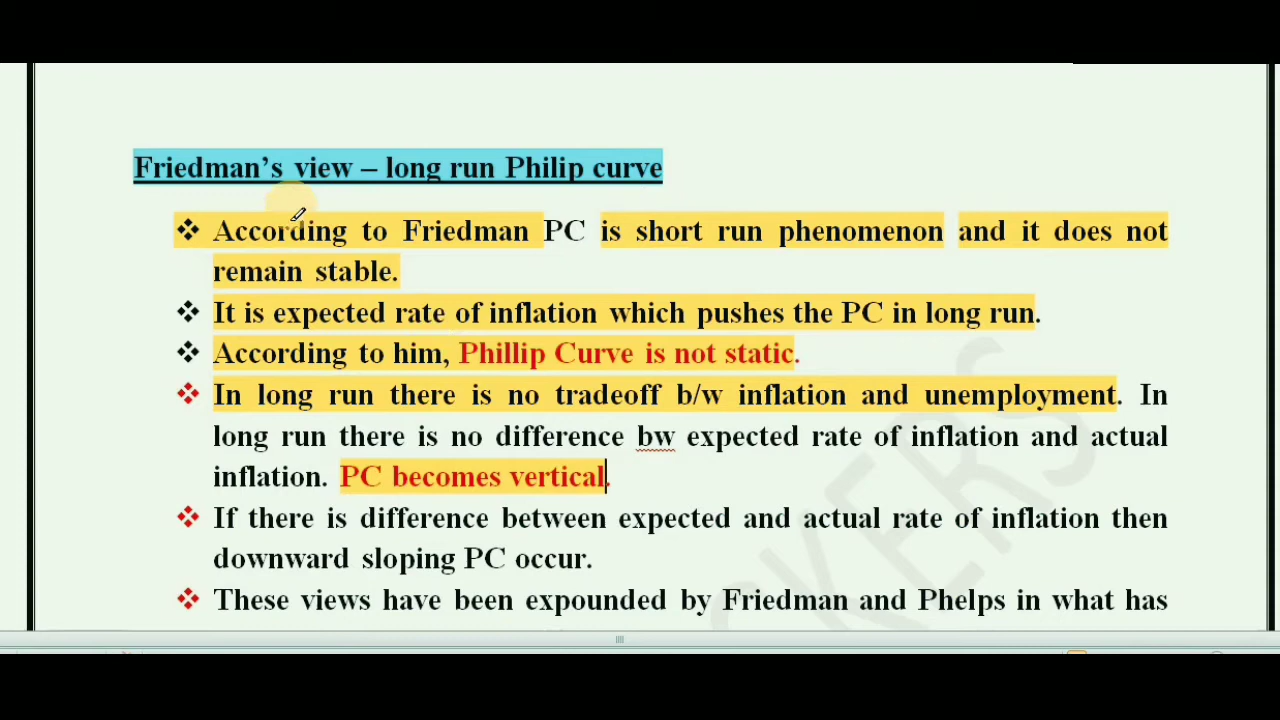 Friedman's view – long run Philip curve
❖ According to Friedman PC is short run phenomenon and it does not
remain stable.
❖ It is expected rate of inflation which pushes the PC in long run.
❖ According to him, Phillip Curve is not static.
❖ In long run there is no tradeoff b/w inflation and unemployment. In
long run there is no difference bw expected rate of inflation and actual
inflation. PC becomes vertical.
❖ If there is difference between expected and actual rate of inflation then
downward sloping PC occur.
❖ These views have been expounded by Friedman and Phelps in what has